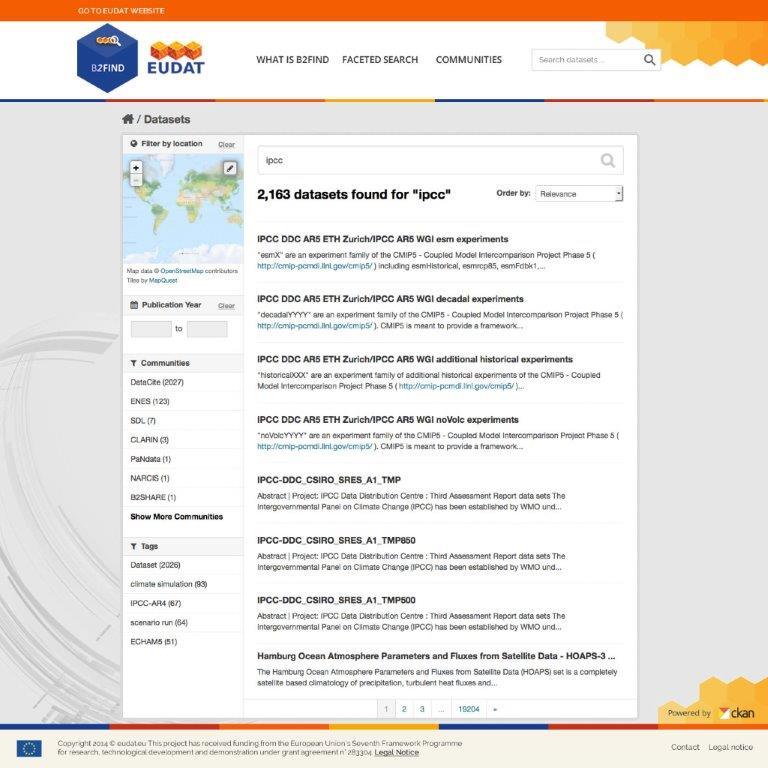 GO TO EUDAT WEBSITE
B2FIND
EUDAT
WHAT IS B2FIND FACETED SEARCH COMMUNITIES
Search datasets ...
/ Datasets
Filter by location Clear
+
-
Map data © OpenStreetMap contributors
Tiles by MapQuest
Publication Year Clear
to
Communities
DataCite (2027)
ENES (123)
SDL (7)
CLARIN (3)
PaNdata (1)
NARCIS (1)
B2SHARE (1)
Show More Communities
Tags
Dataset (2026)
climate simulation (93)
IPCC-AR4 (67)
scenario run (64)
ECHAM5 (51)
ipcc
2,163 datasets found for "ipcc"
Order by: Relevance
IPCC DDC AR5 ETH Zurich/IPCC AR5 WGI esm experiments
"esmX" are an experiment family of the CMIP5 - Coupled Model Intercomparison Project Phase 5 (
http://cmip-pcmdi.llnl.gov/cmip5/ ) including esmHistorical, esmrcp85, esmFdbk1,...
IPCC DDC AR5 ETH Zurich/IPCC AR5 WGI decadal experiments
"decadalYYYY" are an experiment family of the CMIP5 - Coupled Model Intercomparison Project Phase 5 (
http://cmip-pcmdi.llnl.gov/cmip5/ ). CMIP5 is meant to provide a framework...
IPCC DDC AR5 ETH Zurich/IPCC AR5 WGI additional historical experiments
"historicalXXX" are an experiment family of additional historical experiments of the CMIP5 - Coupled
Model Intercomparison Project Phase 5 ( http://cmip-pcmdi.llnl.gov/cmip5/ )...
IPCC DDC AR5 ETH Zurich/IPCC AR5 WGI noVolc experiments
"noVolcYYYY" are an experiment family of the CMIP5 - Coupled Model Intercomparison Project Phase 5 (
http://cmip-pcmdi.llnl.gov/cmip5/ ). CMIP5 is meant to provide a framework...
IPCC-DDC_CSIRO_SRES_A1_TMP
Abstract | Project: IPCC Data Distribution Centre : Third Assessment Report data sets The
Intergovernmental Panel on Climate Change (IPCC) has been established by WMO und...
IPCC-DDC_CSIRO_SRES_A1_TMP850
Abstract | Project: IPCC Data Distribution Centre : Third Assessment Report data sets The
Intergovernmental Panel on Climate Change (IPCC) has been established by WMO und...
IPCC-DDC_CSIRO_SRES_A1_TMP500
Abstract | Project: IPCC Data Distribution Centre : Third Assessment Report data sets The
Intergovernmental Panel on Climate Change (IPCC) has been established by WMO und...
Hamburg Ocean Atmosphere Parameters and Fluxes from Satellite Data - HOAPS-3 ...
The Hamburg Ocean Atmosphere Parameters and Fluxes from Satellite Data (HOAPS) set is a completely
satellite based climatology of precipitation, turbulent heat fluxes and...
1 2 3 ... 19204 »
Powered by ckan
Copyright 2014 © eudat.eu This project has received funding from the European Union's Seventh Framework Programme
for research, technological development and demonstration under grant agreement n° 283304. Legal Notice
Contact Legal notice